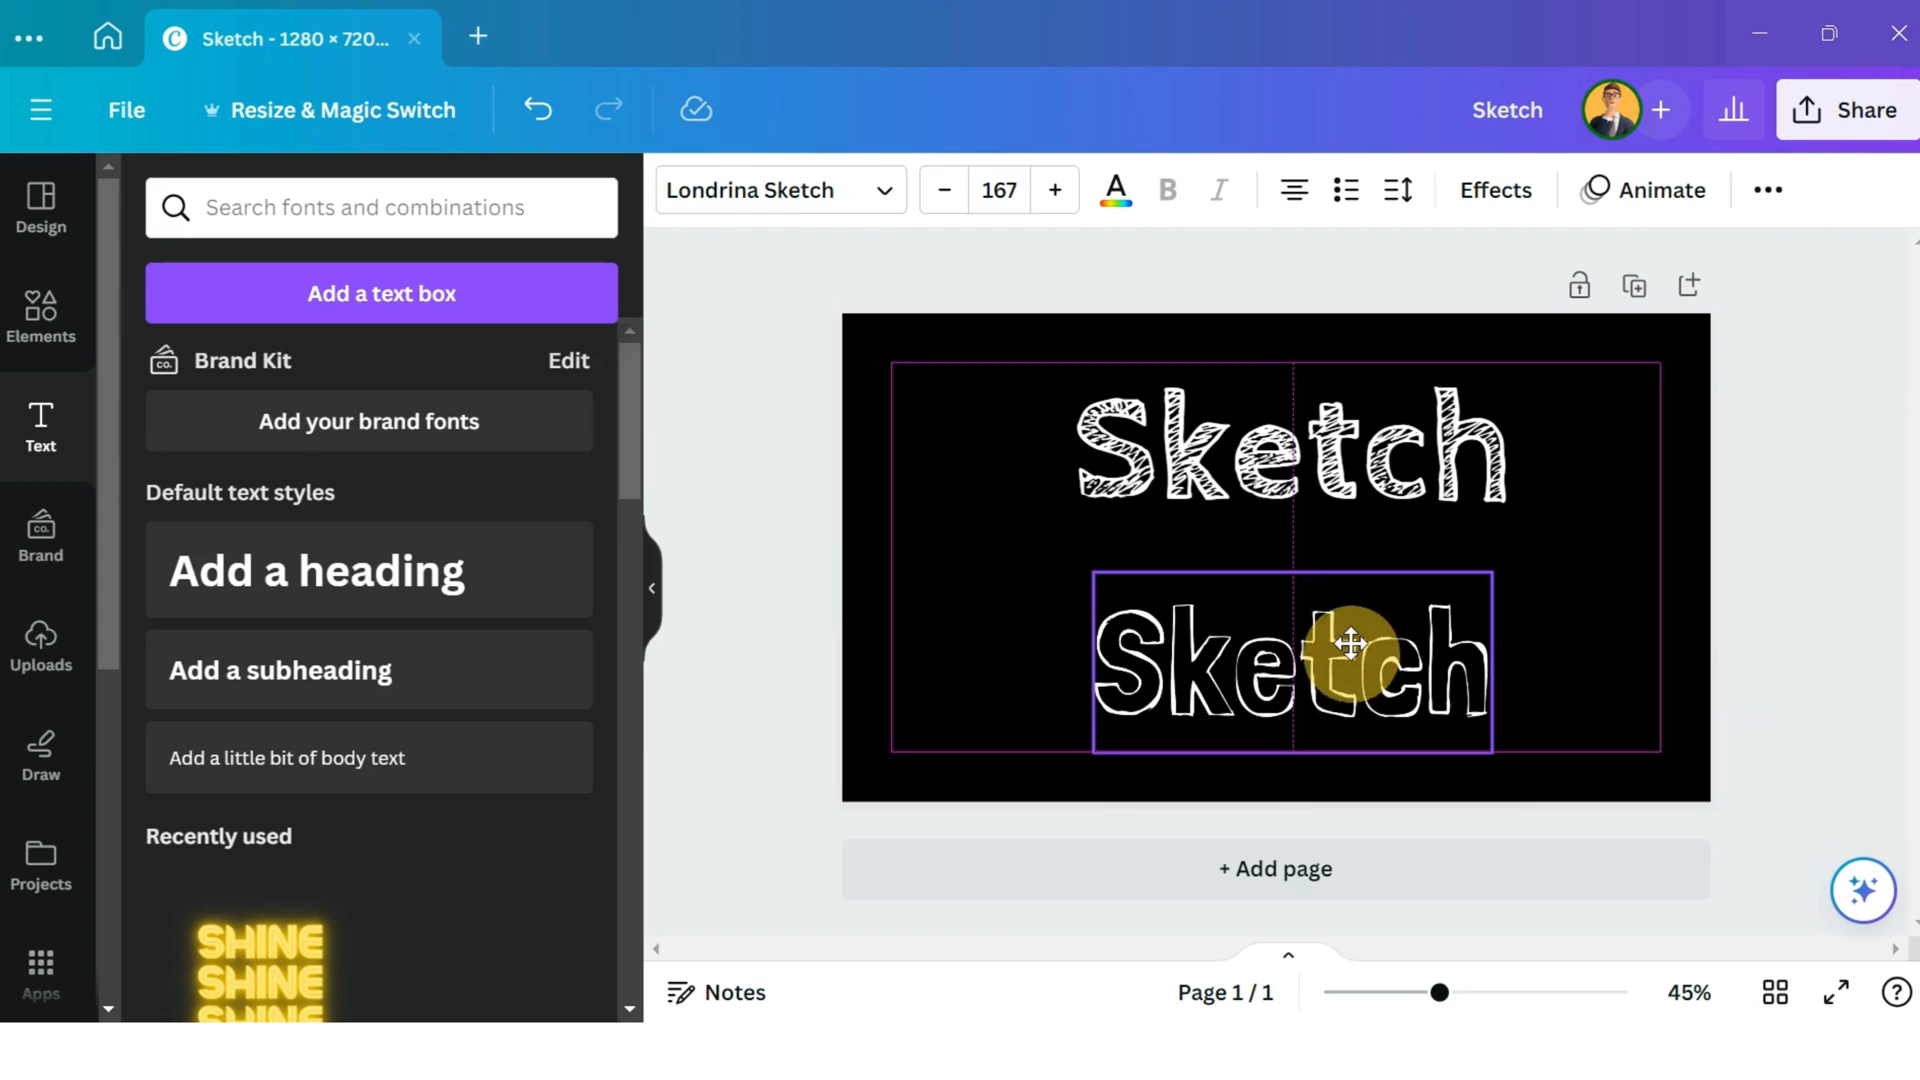 Sketch - 1280 × 720...
File
Resize & Magic Switch
Sketch
Share
Design
Elements
Text
Brand
Uploads
Draw
Projects
Apps
Search fonts and combinations
Add a text box
CO.
Brand Kit
Edit
Add your brand fonts
Default text styles
Add a heading
Add a subheading
Add a little bit of body text
Recently used
SHINE
SHINE
SHINE
Londrina Sketch
167
A
B
I
Effects
Animate
Sketch
Sketch
+ Add page
Notes
Page 1 / 1
45%